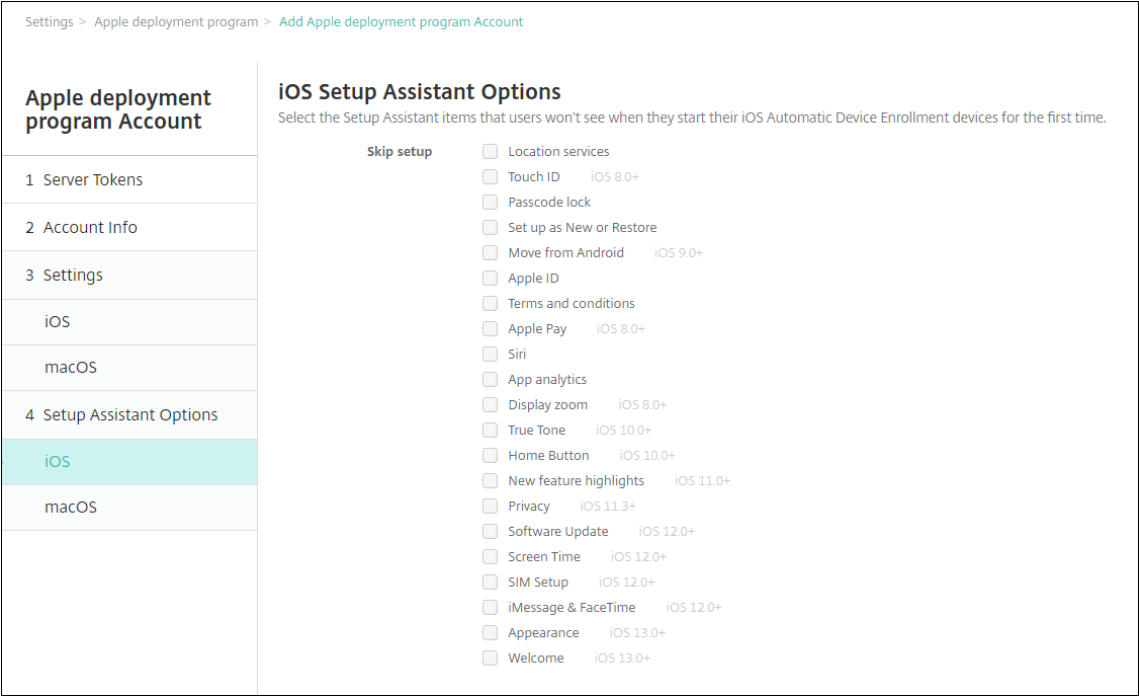 Settings > Apple deployment program > Add Apple deployment program Account
Apple deployment
program Account
1 Server Tokens
2 Account Info
3 Settings
iOS
macOS
4 Setup Assistant Options
iOS
macOS
iOS Setup Assistant Options
Select the Setup Assistant items that users won't see when they start their iOS Automatic Device Enrollment devices for the first time.
Skip setup
Location services
Touch ID iOS 8.0+
Passcode lock
Set up as New or Restore
Move from Android iOS 9.0+
Apple ID
Terms and conditions
Apple Pay iOS 8.0+
Siri
App analytics
Display zoom iOS 8.0+
True Tone iOS 10.0+
Home Button iOS 10.0+
New feature highlights iOS 11.0+
Privacy iOS 11.3+
Software Update iOS 12.0+
Screen Time iOS 12.0+
SIM Setup iOS 12.0+
iMessage & FaceTime iOS 12.0+
Appearance iOS 13.0+
Welcome iOS 13.0+